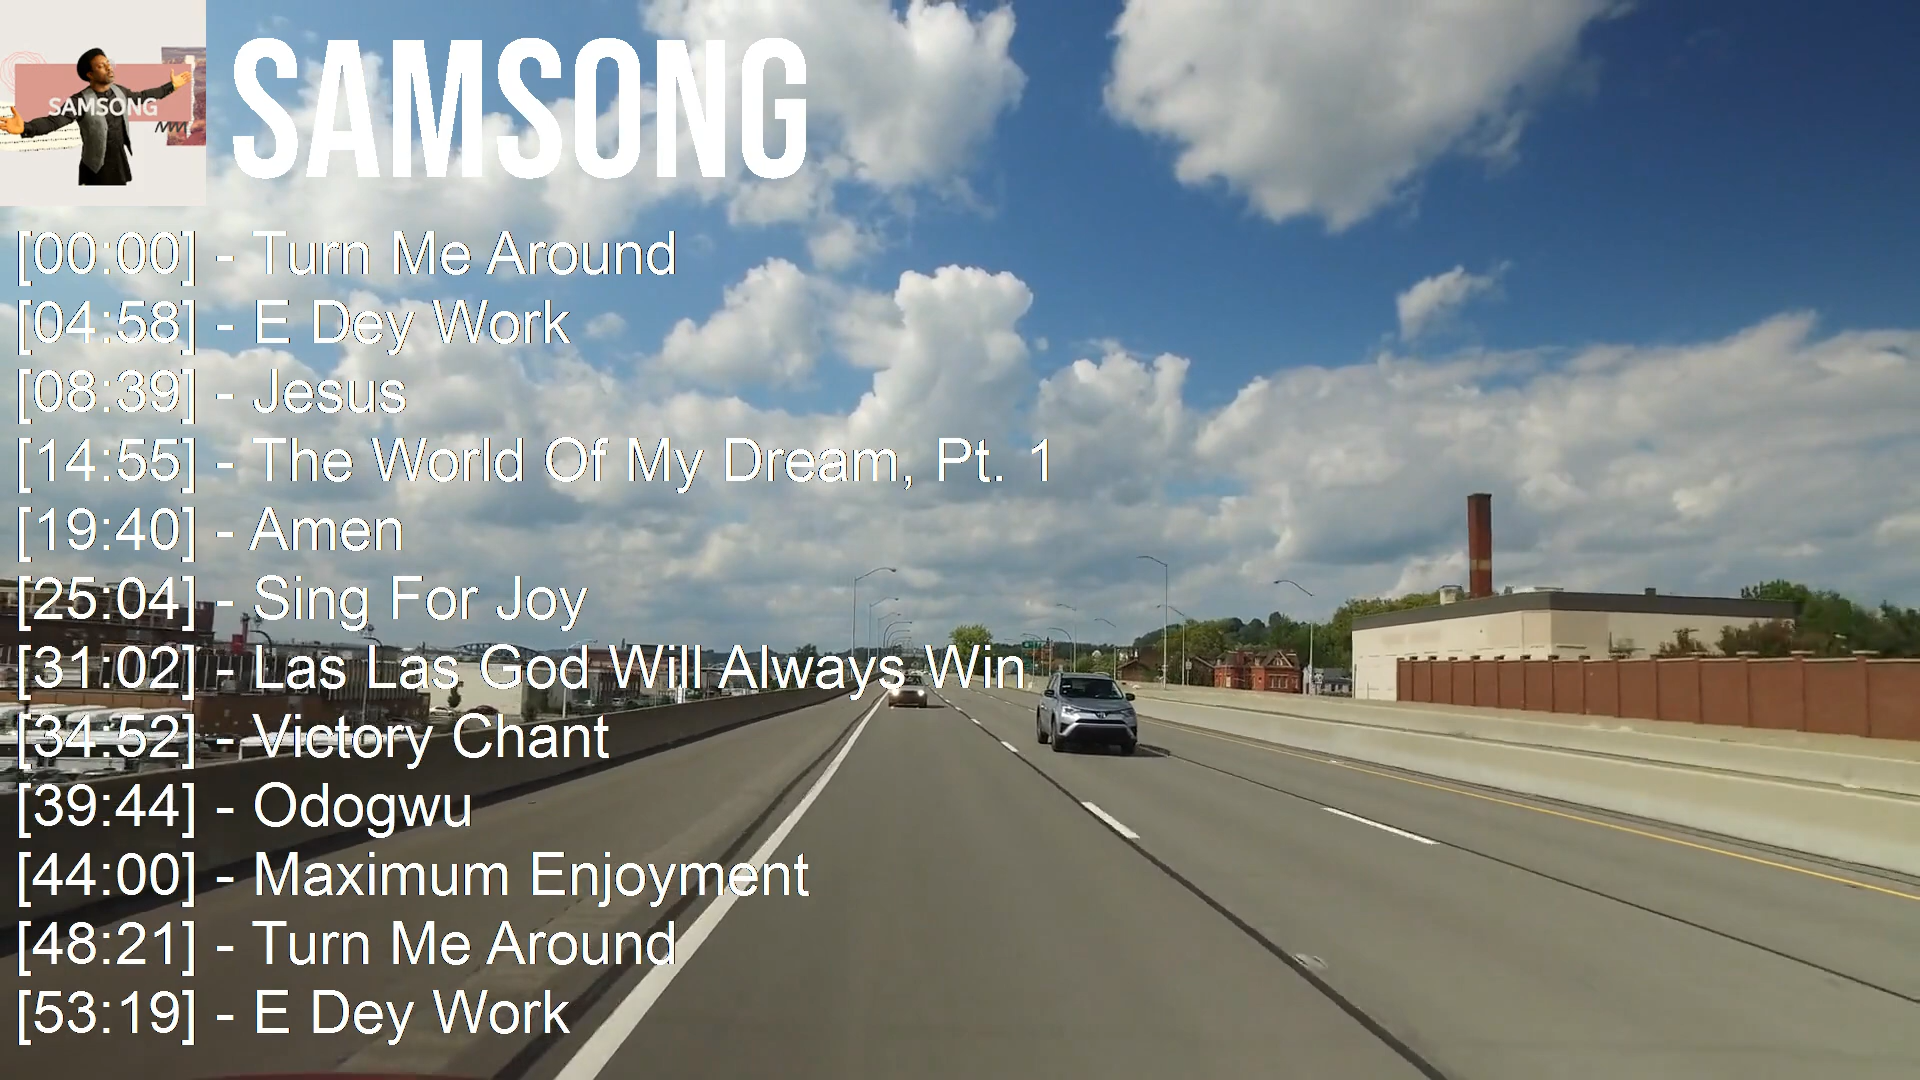 SAMSONG
SAMSONG
[00:00] - Turn Me Around
[04:58] - E Dey Work
[08:39] - Jesus
[14:55] - The World Of My Dream, Pt. 1
[19:40] - Amen
[25:04] - Sing For Joy
[31:02] - Las Las God Will Always Win
[34:52] - Victory Chant
[39:44] - Odogwu
[44:00] - Maximum Enjoyment
[48:21] - Turn Me Around
[53:19] - E Dey Work